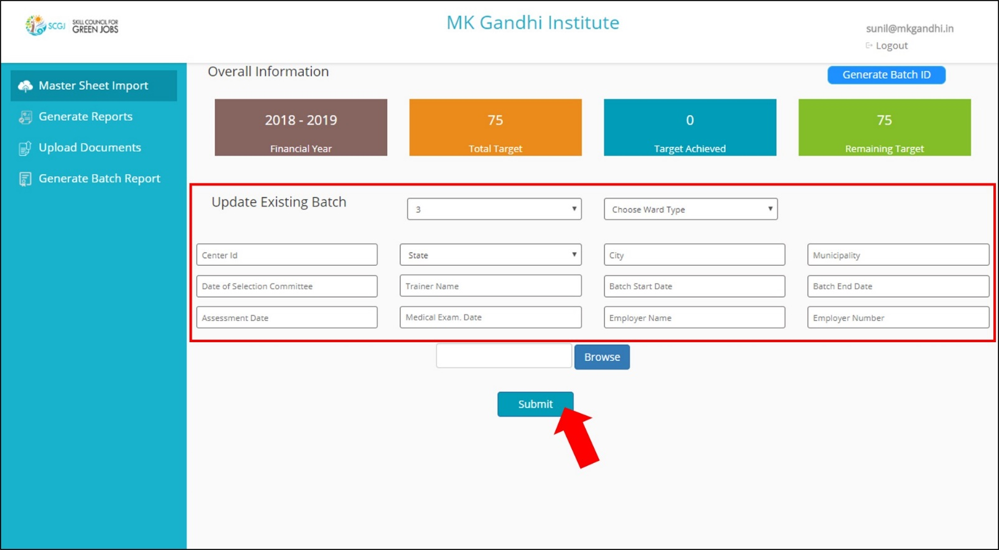 SCGJ SKILL COUNCIL FOR
GREEN JOBS
MK Gandhi Institute
sunil@mkgandhi.in
Logout
Master Sheet Import
Generate Reports
Upload Documents
Generate Batch Report
Overall Information
Generate Batch ID
2018 - 2019
Financial Year
75
Total Target
0
Target Achieved
75
Remaining Target
Update Existing Batch
3
Choose Ward Type
Center Id
State
City
Municipality
Date of Selection Committee
Trainer Name
Batch Start Date
Batch End Date
Assessment Date
Medical Exam. Date
Employer Name
Employer Number
Browse
Submit